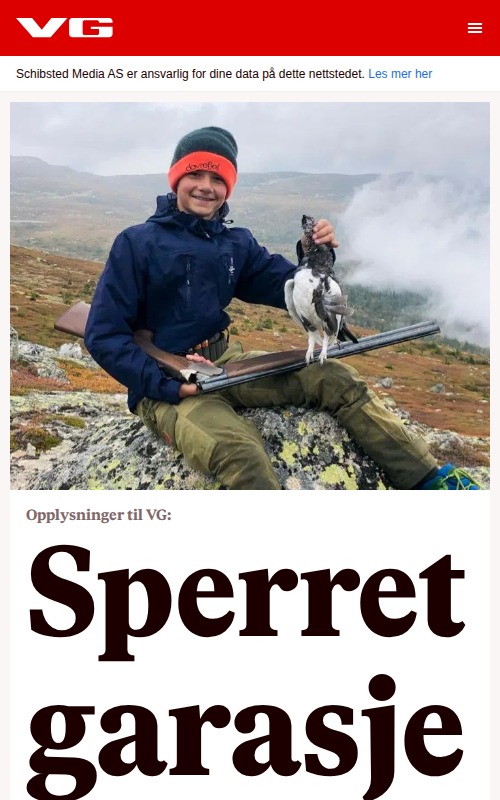 VG
Schibsted Media AS er ansvarlig for dine data på dette nettstedet. Les mer her
dovrefjell
Opplysninger til VG:
Sperret
garasje